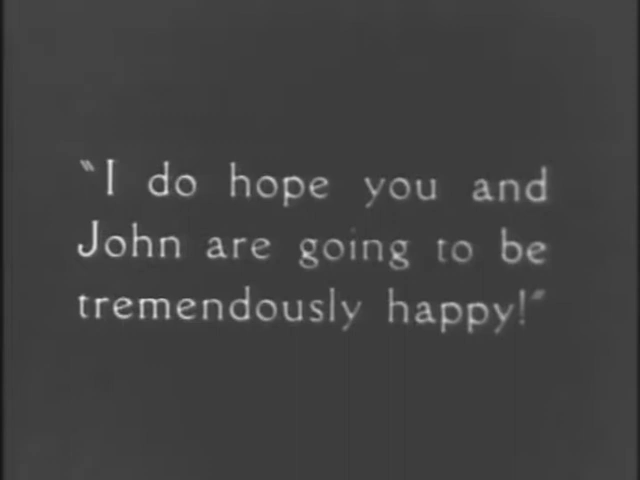 "I do hope you and
John are going to be
tremendously happy!"